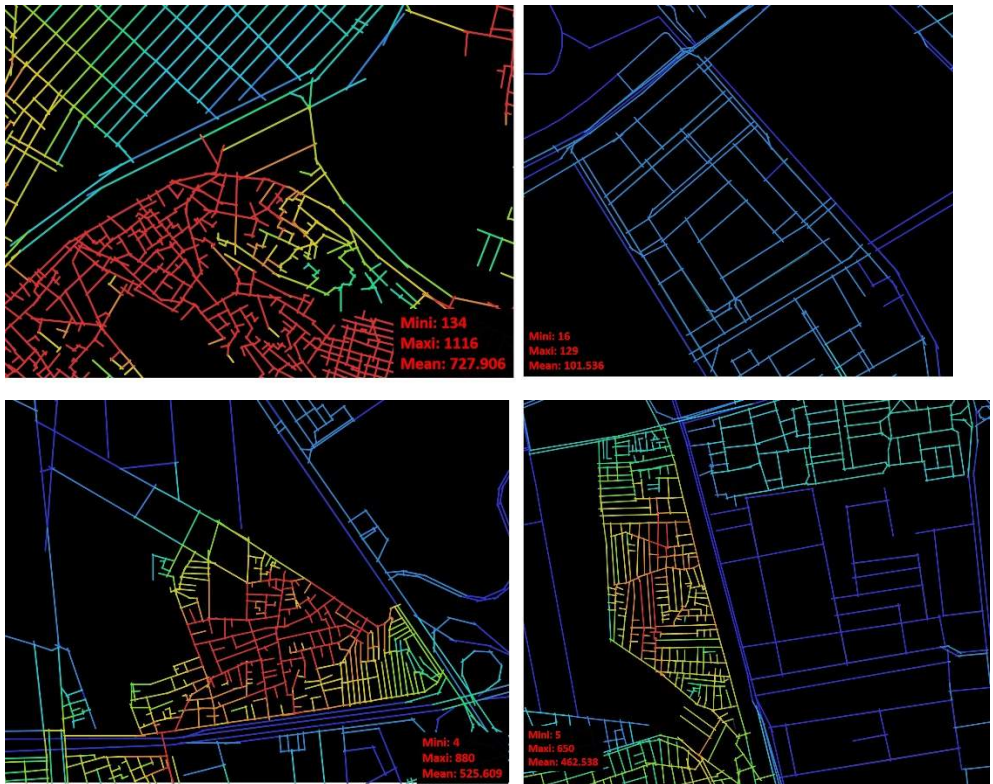 Mini: 134
Maxi: 1116
Mean: 727.906
Mini: 16
Maxi: 129
Mean: 101.536
Mini: 4
Maxi: 880
Mean: 525.609
Mini: 5
Maxi: 650
Mean: 462.538